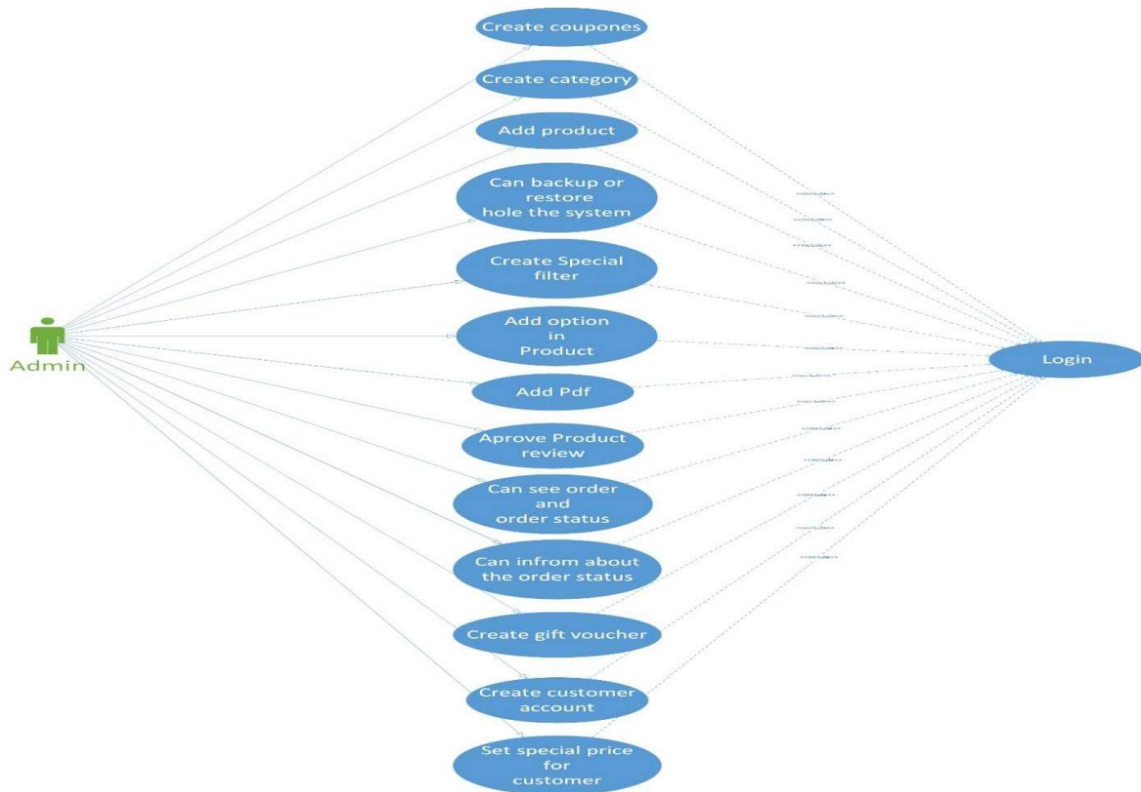 Create coupones
Create category
Add product
Can backup or
restore
hole the system
Create Special
filter
Add option
in
Product
Admin
Login
Add Pdf
Aprove Product
review
Can see order
and
order status
Can infrom about
the order status
Create gift voucher
Create customer
account
Set special price
for
customer